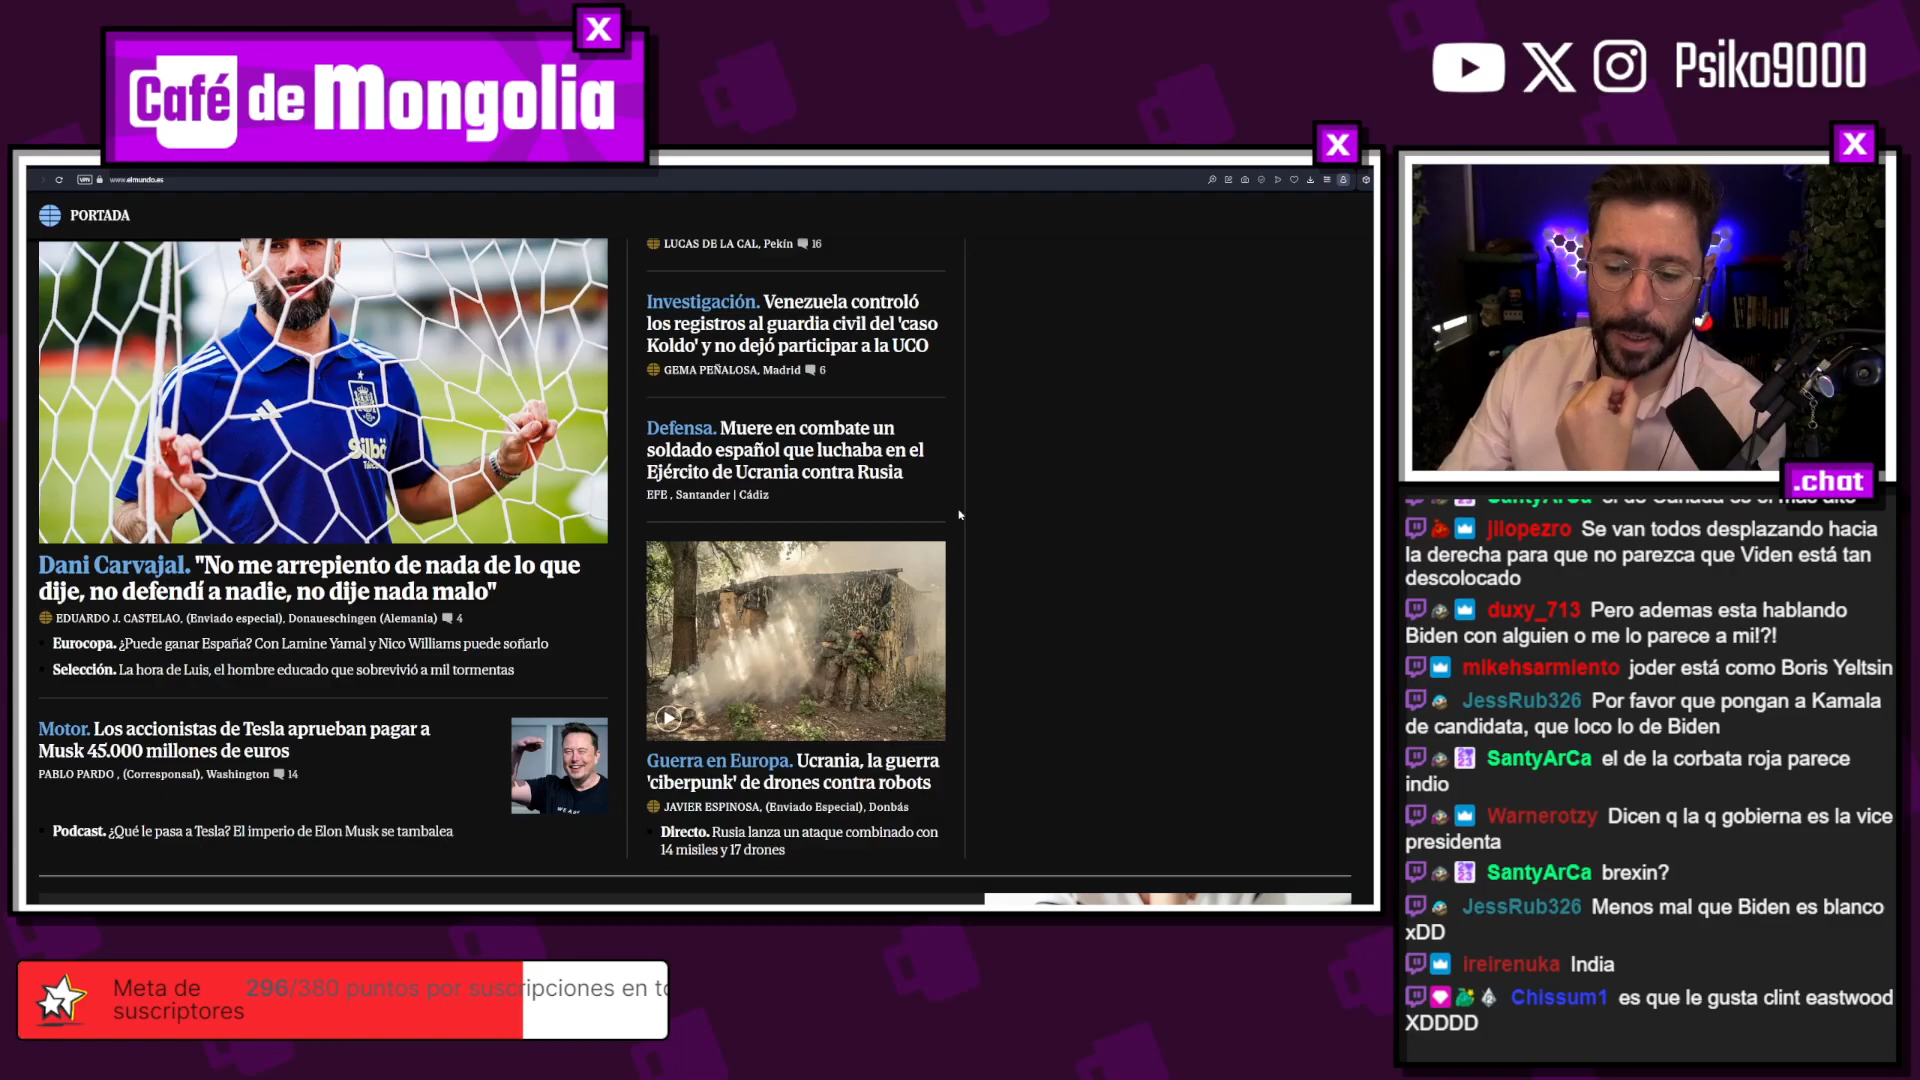 X
Café de Mongolia
Psiko9000
X
X
VPN
www.elmundo.es
PORTADA
Silbö
Dani Carvajal. "No me arrepiento de nada de lo que
dije, no defendí a nadie, no dije nada malo"
EDUARDO J. CASTELAO, (Enviado especial), Donaueschingen (Alemania) 4
Eurocopa. ¿Puede ganar España? Con Lamine Yamal y Nico Williams puede soñarlo
Selección. La hora de Luis, el hombre educado que sobrevivió a mil tormentas
Motor. Los accionistas de Tesla aprueban pagar a
Musk 45.000 millones de euros
PABLO PARDO , (Corresponsal), Washington 14
Podcast. ¿Qué le pasa a Tesla? El imperio de Elon Musk se tambalea
LUCAS DE LA CAL, Pekín 16
Investigación. Venezuela controló
los registros al guardia civil del 'caso
Koldo' y no dejó participar a la UCO
GEMA PEÑALOSA, Madrid 6
Defensa. Muere en combate un
soldado español que luchaba en el
Ejército de Ucrania contra Rusia
EFE , Santander | Cádiz
Guerra en Europa. Ucrania, la guerra
'ciberpunk' de drones contra robots
JAVIER ESPINOSA, (Enviado Especial), Donbás
Directo. Rusia lanza un ataque combinado con
14 misiles y 17 drones
.chat
jllopezro Se van todos desplazando hacia
la derecha para que no parezca que Viden está tan
descolocado
duxy_713 Pero ademas esta hablando
Biden con alguien o me lo parece a mi!?!
mikehsarmiento joder está como Boris Yeltsin
JessRub326 Por favor que pongan a Kamala
de candidata, que loco lo de Biden
SantyArCa el de la corbata roja parece
indio
Warnerotzy Dicen q la q gobierna es la vice
presidenta
SantyArCa brexin?
JessRub326 Menos mal que Biden es blanco
xDD
ireirenuka India
Chissum1 es que le gusta clint eastwood
XDDDD
Meta de
suscriptores
296/380 puntos por suscripciones en to